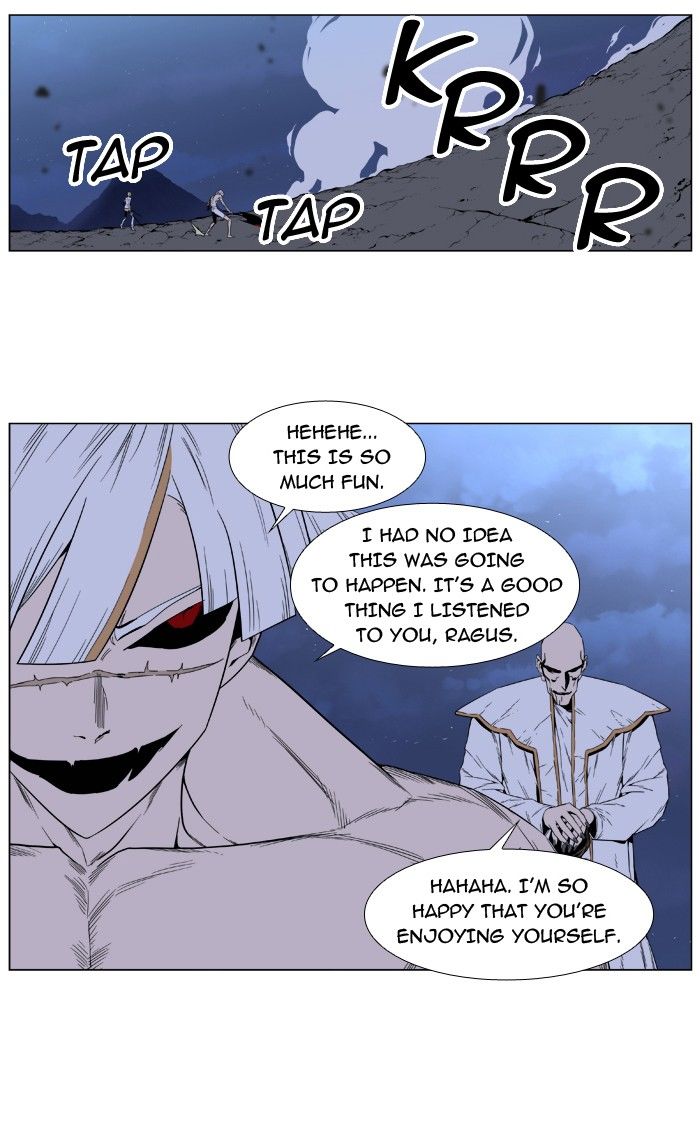 TAP
TAP
KRRR
HEHEHE...
THIS IS SO
MUCH FUN.
I HAD NO IDEA
THIS WAS GOING
TO HAPPEN. IT'S A GOOD
THING I LISTENED
TO YOU, RAGUS.
HAHAHA. I'M SO
HAPPY THAT YOU'RE
ENJOYING YOURSELF.